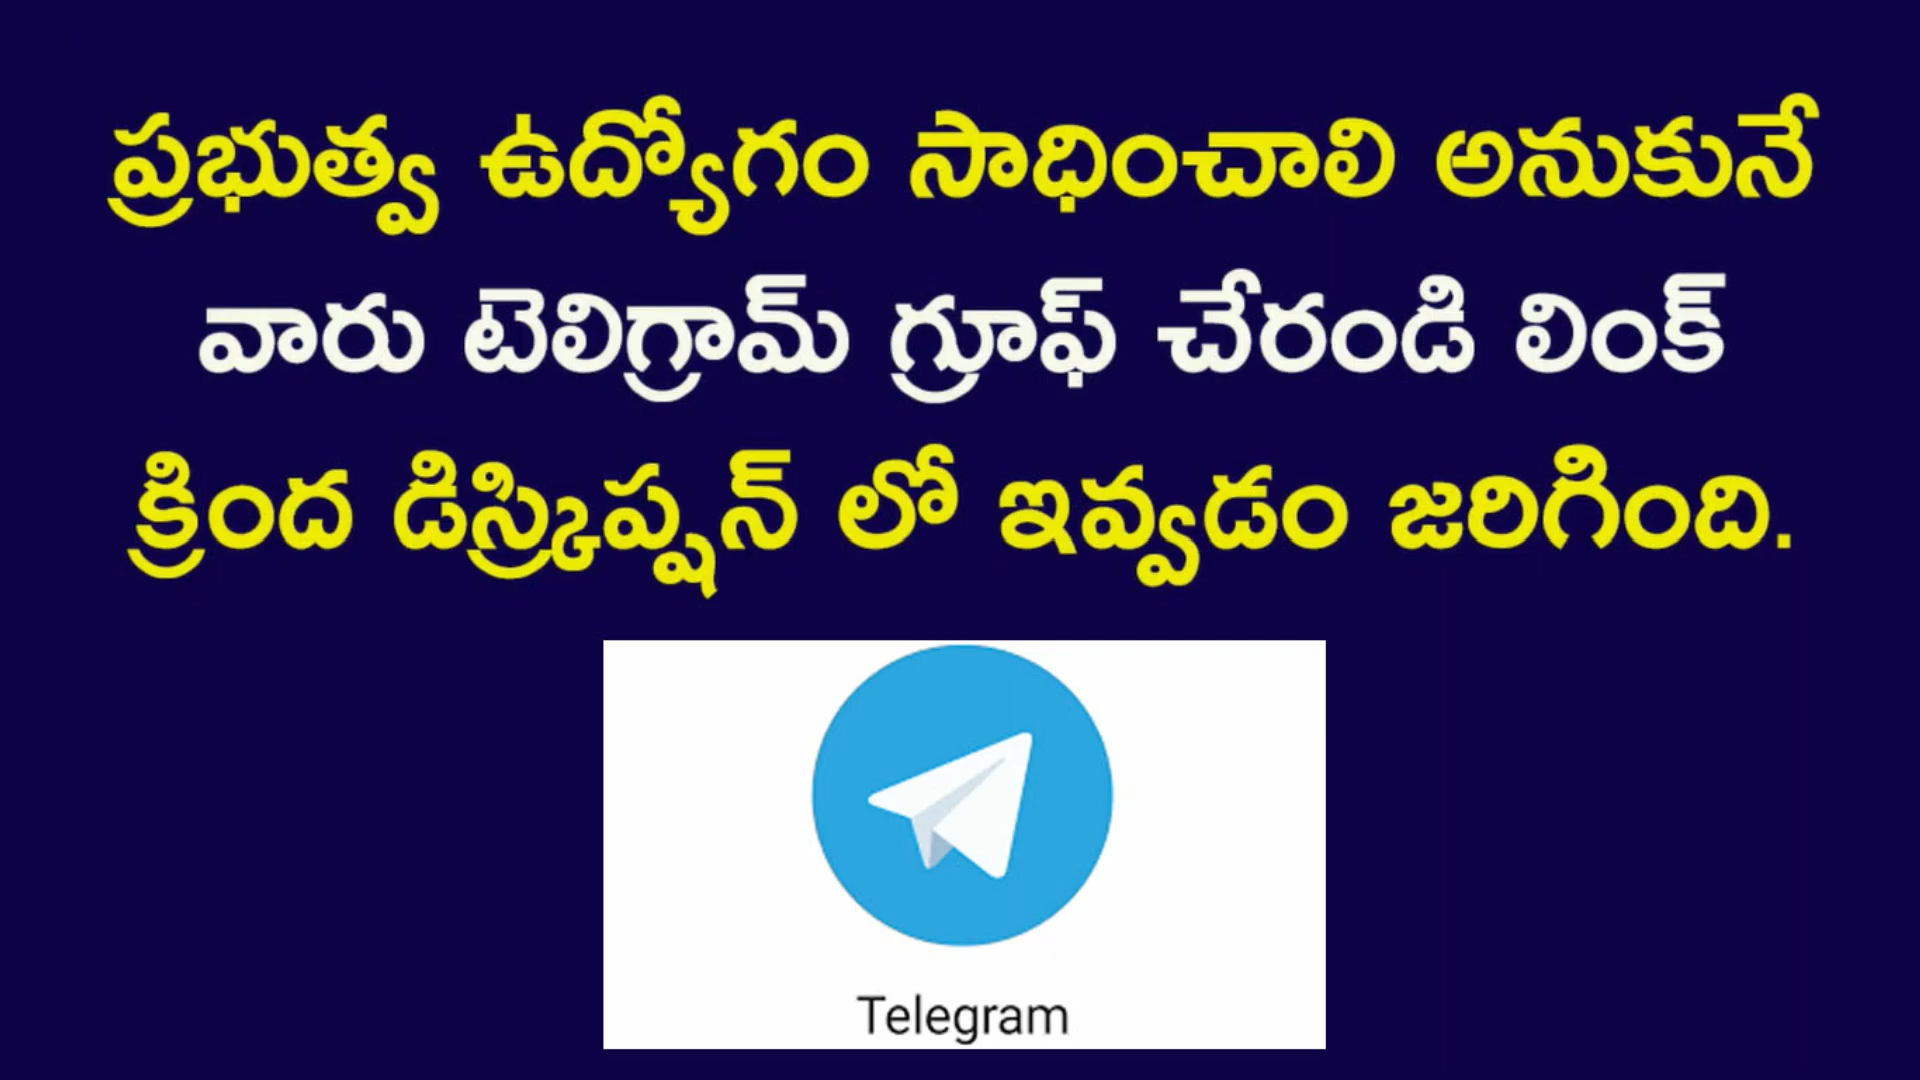 ప్రభుత్వ ఉద్యోగం సాధించాలి అనుకునే
వారు టెలిగ్రామ్ గ్రూఫ్ చేరండి లింక్
క్రింద డిస్క్రిప్షన్ లో ఇవ్వడం జరిగింది.
Telegram